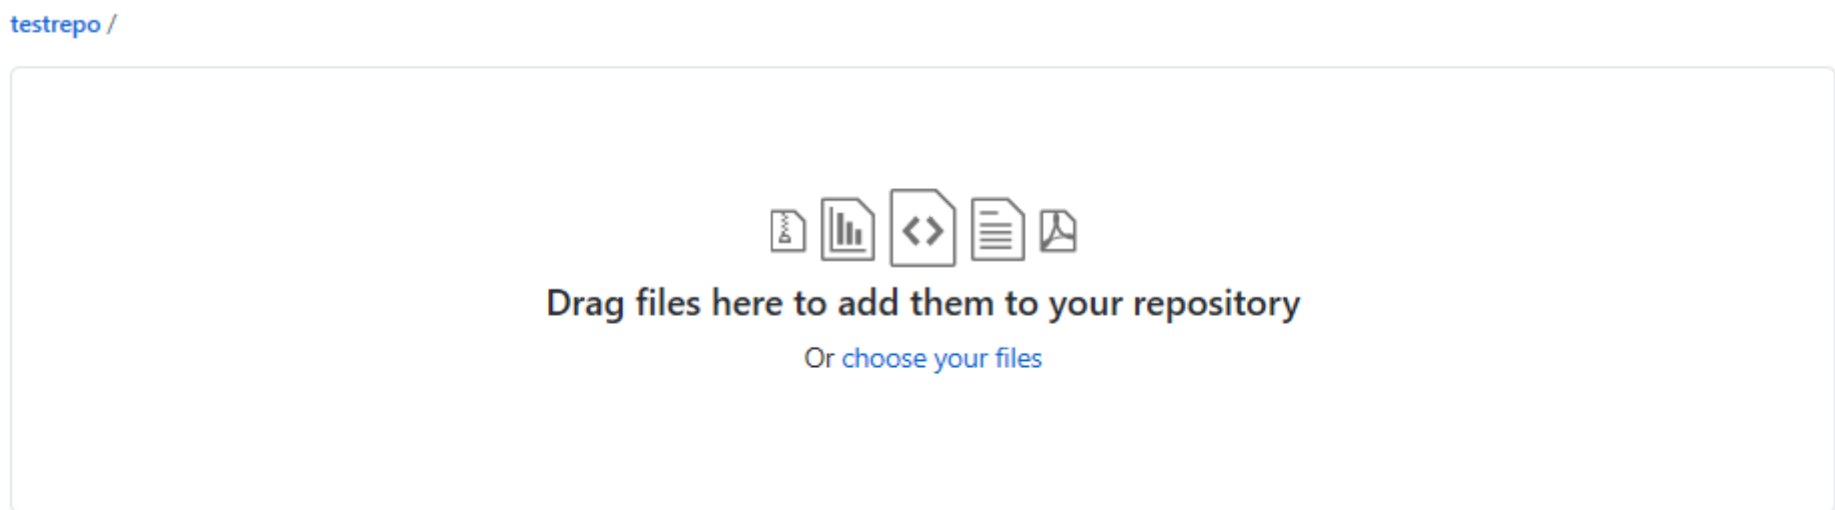 testrepo /
Drag files here to add them to your repository
Or choose your files